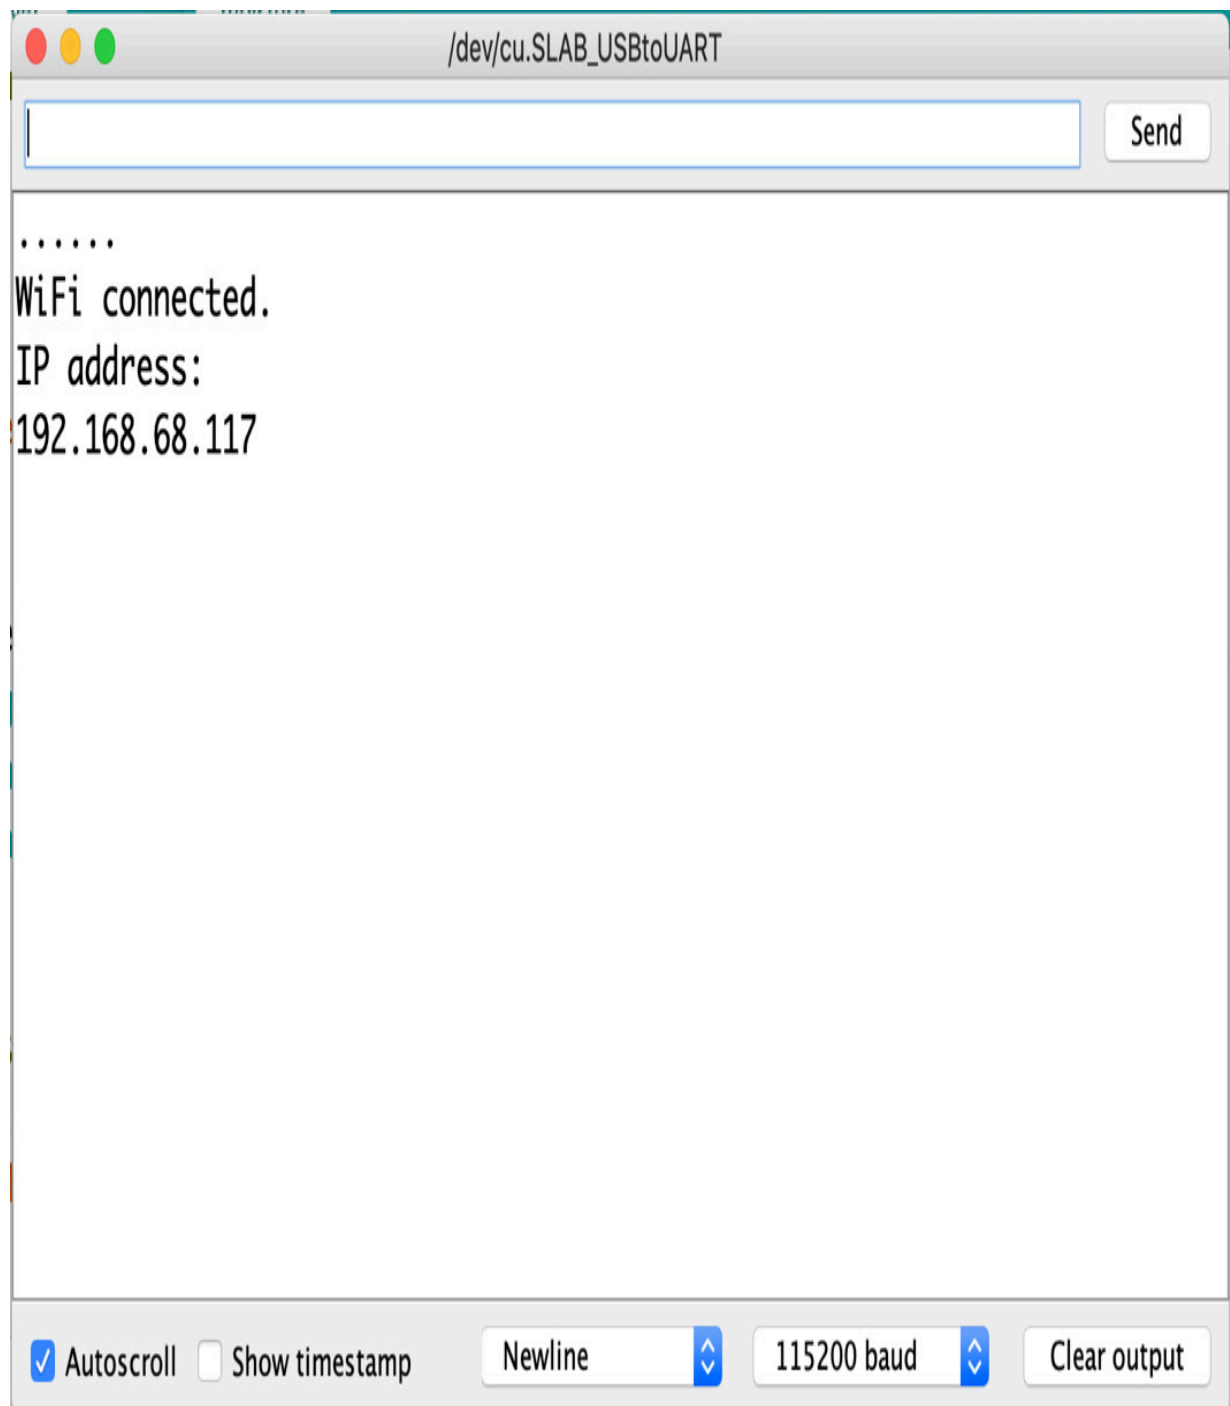 /dev/cu.SLAB_USBtoUART
Send
......
WiFi connected.
IP address:
192.168.68.117
Autoscroll Show timestamp Newline 115200 baud Clear output